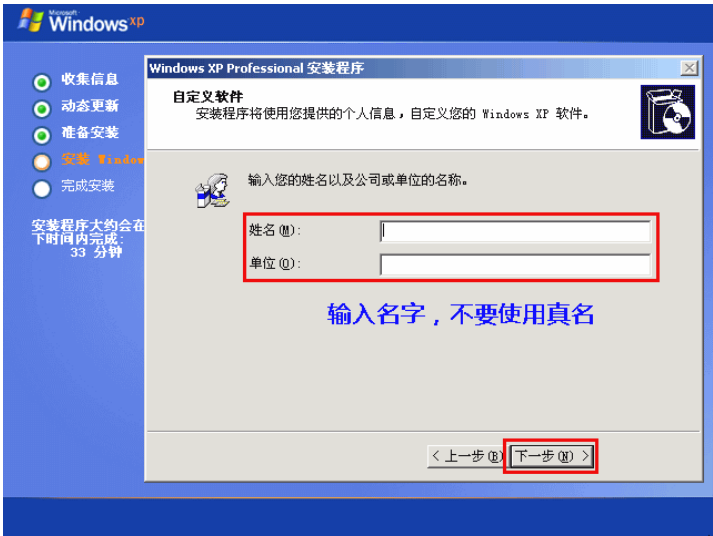 Microsoft
Windows xp
收集信息
动态更新
准备安装
安装 Window
完成安装
安装程序大约会在
下时间内完成:
33 分钟
Windows XP Professional 安装程序
自定义软件
安装程序将使用您提供的个人信息，自定义您的 Windows XP 软件。
输入您的姓名以及公司或单位的名称。
姓名(M):
单位(O):
输入名字，不要使用真名
< 上一步(B)
下一步(N) >